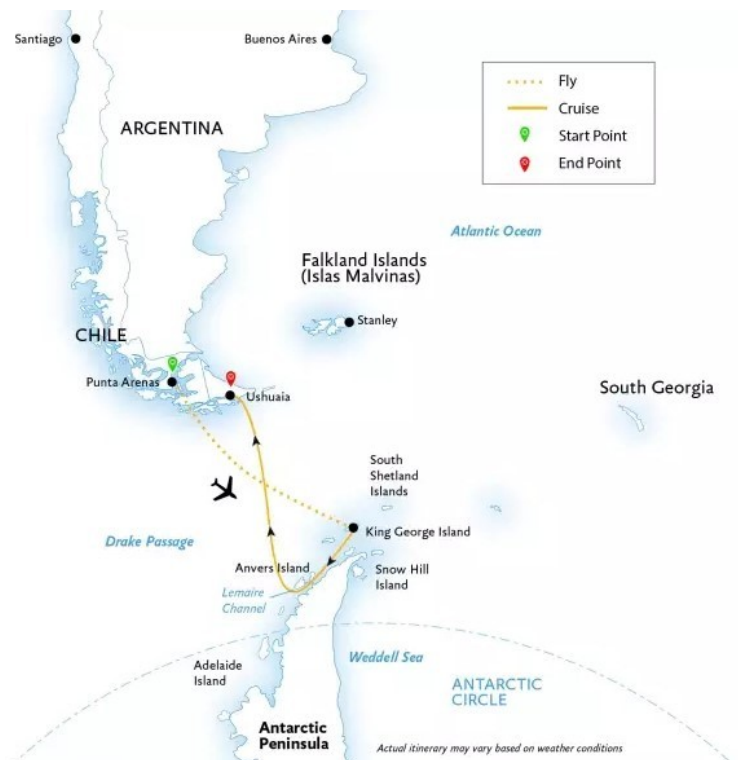 Santiago
Buenos Aires
Fly
Cruise
Start Point
End Point
ARGENTINA
Atlantic Ocean
Falkland Islands
(Islas Malvinas)
Stanley
CHILE
Punta Arenas
Ushuaia
South Georgia
South
Shetland
Islands
King George Island
Drake Passage
Anvers Island
Snow Hill
Island
Lemaire
Channel
Weddell Sea
Adelaide
Island
ANTARCTIC
CIRCLE
Antarctic
Peninsula
Actual itinerary may vary based on weather conditions